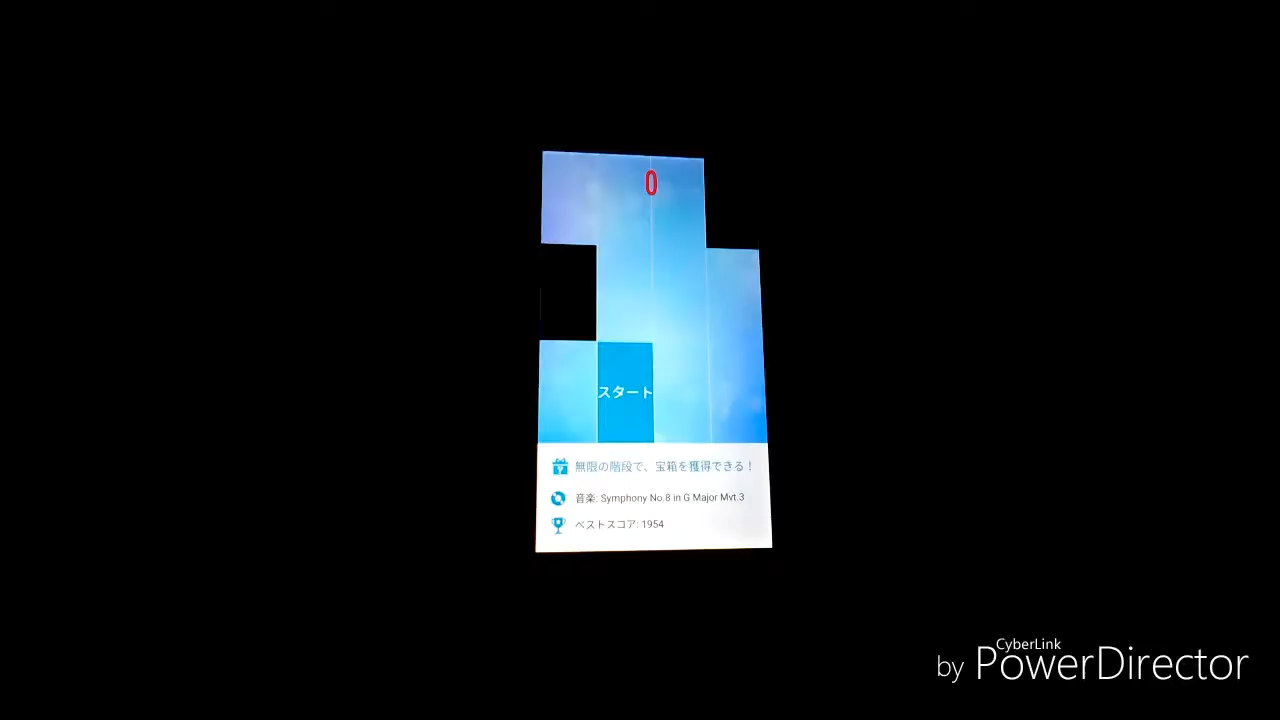 0
スタート
無限の階段で、宝箱を獲得できる！
音楽: Symphony No.8 in G Major Mvt.3
ベストスコア: 1954
CyberLink
by PowerDirector